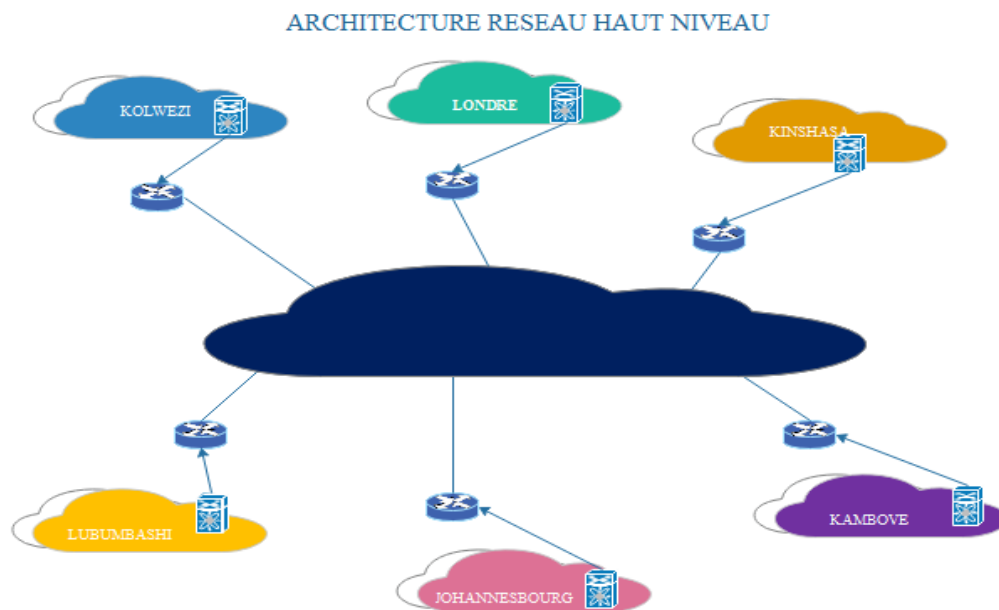 ARCHITECTURE RESEAU HAUT NIVEAU
KOLWEZI
LONDRE
KINSHASA
LUBUMBASHI
JOHANNESBOURG
KAMBOVE